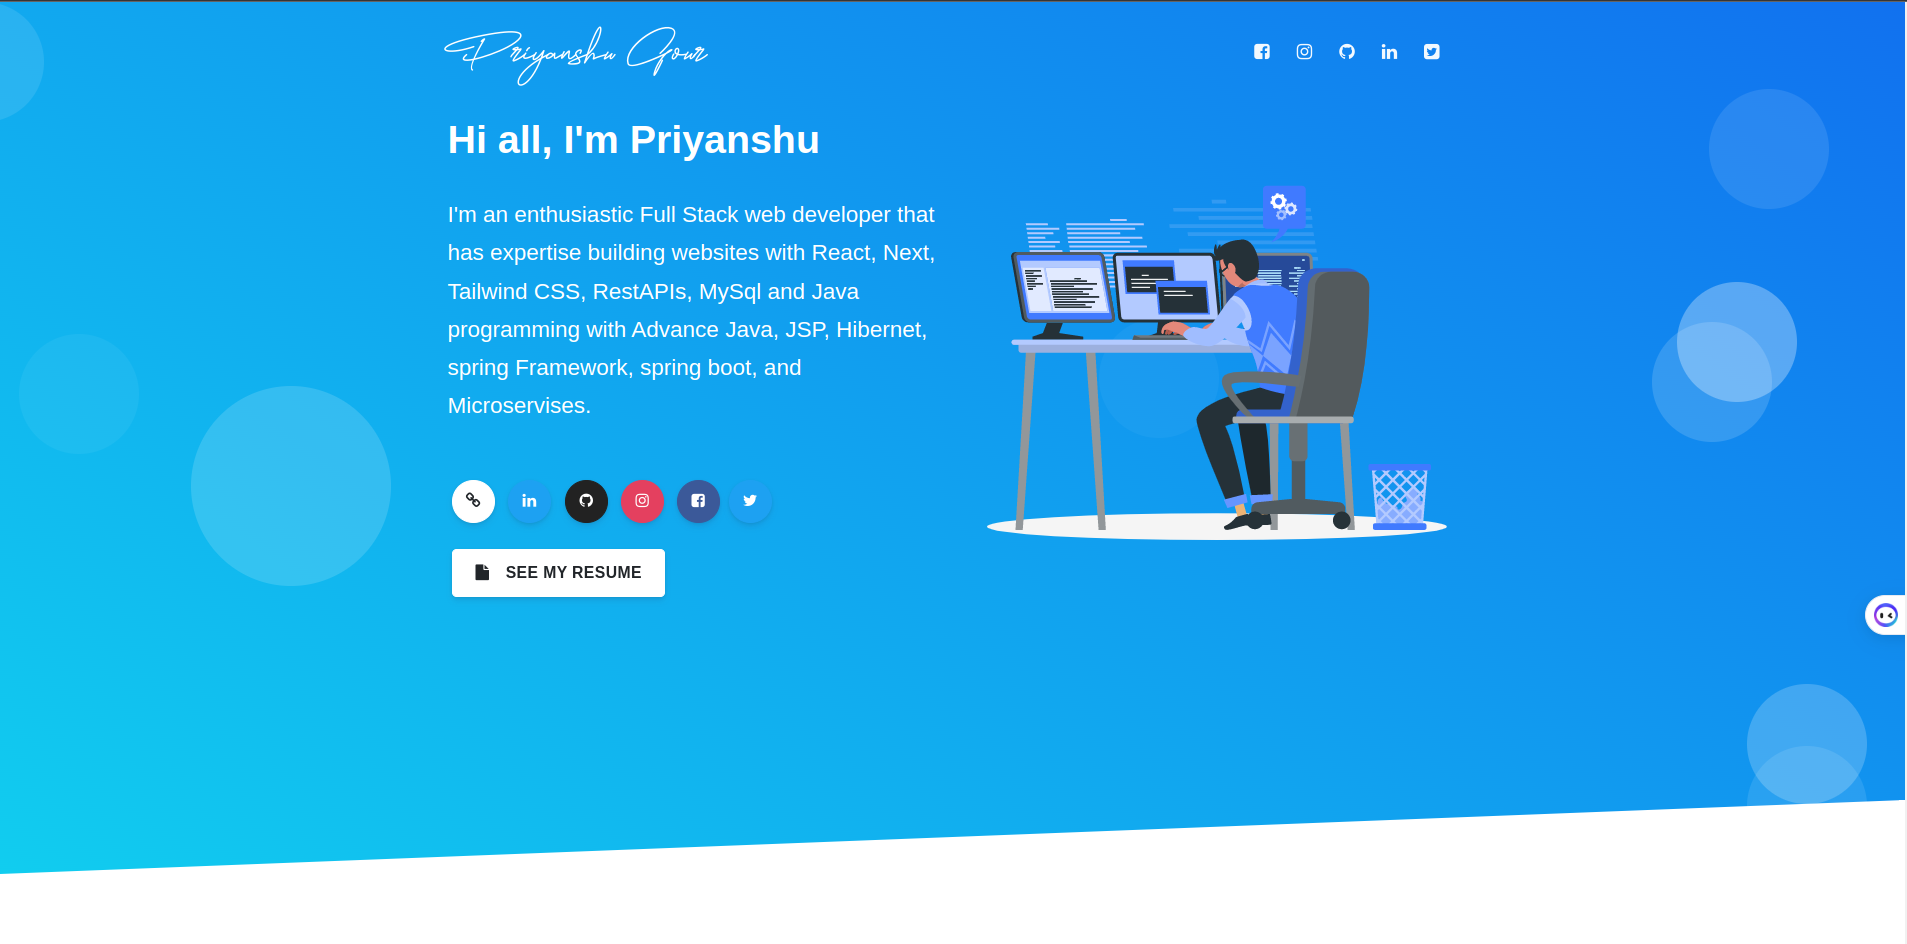 Priyanshu Gour
Hi all, I'm Priyanshu
I'm an enthusiastic Full Stack web developer that
has expertise building websites with React, Next,
Tailwind CSS, RestAPIs, MySql and Java
programming with Advance Java, JSP, Hibernet,
spring Framework, spring boot, and
Microservises.
SEE MY RESUME